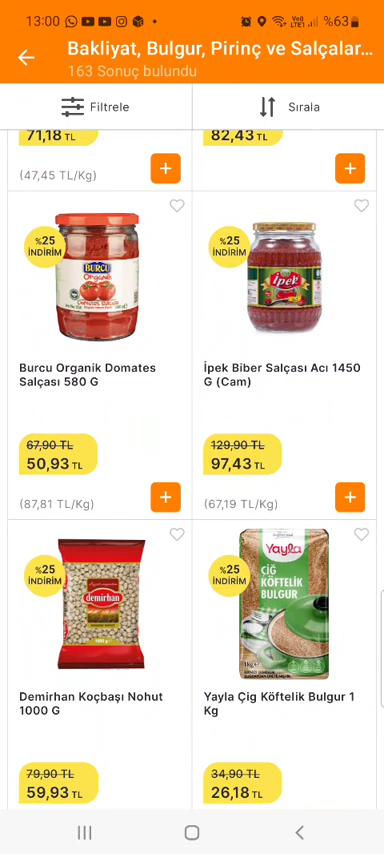 13:00
VoO
LTE1
%63
Bakliyat, Bulgur, Pirinç ve Salçalar...
163 Sonuç bulundu
Filtrele
Sırala
71,18 TL
82,43 TL
(47,45 TL/Kg)
+
+
%25
İNDİRİM
BURCU
Organik
%25
İNDİRİM
ipek
Burcu Organik Domates
Salçası 580 G
İpek Biber Salçası Acı 1450
G (Cam)
67,90 TL
50,93 TL
129,90 TL
97,43 TL
(87,81 TL/Kg)
+
(67,19 TL/Kg)
+
%25
İNDİRİM
demirhan
1000 g
%25
İNDİRİM
Yayla
ÇİĞ
KÖFTELİK
BULGUR
1kg
Demirhan Koçbaşı Nohut
1000 G
Yayla Çig Köftelik Bulgur 1
Kg
79,90 TL
59,93 TL
34,90 TL
26,18 TL